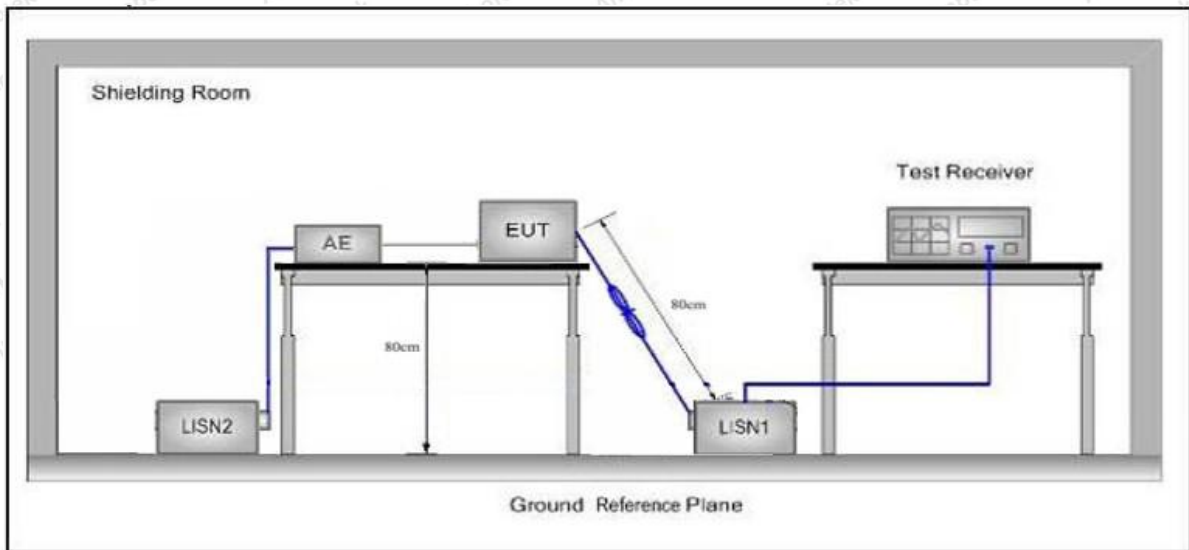 Shielding Room
Test Receiver
AE
EUT
80cm
80cm
LISN2
LISN1
Ground Reference Plane